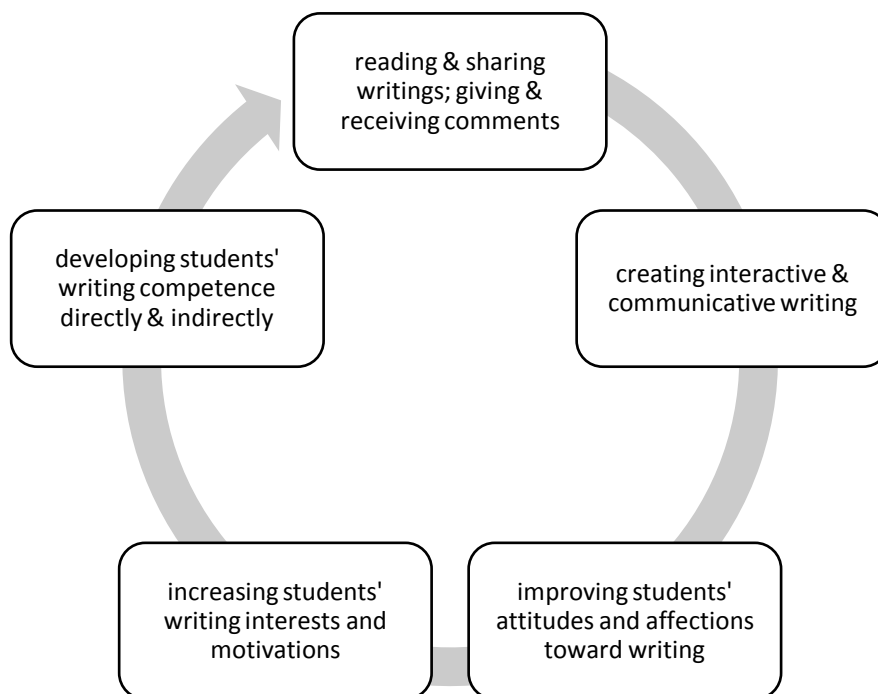 reading & sharing
writings; giving &
receiving comments
creating interactive &
communicative writing
improving students'
attitudes and affections
toward writing
increasing students'
writing interests and
motivations
developing students'
writing competence
directly & indirectly